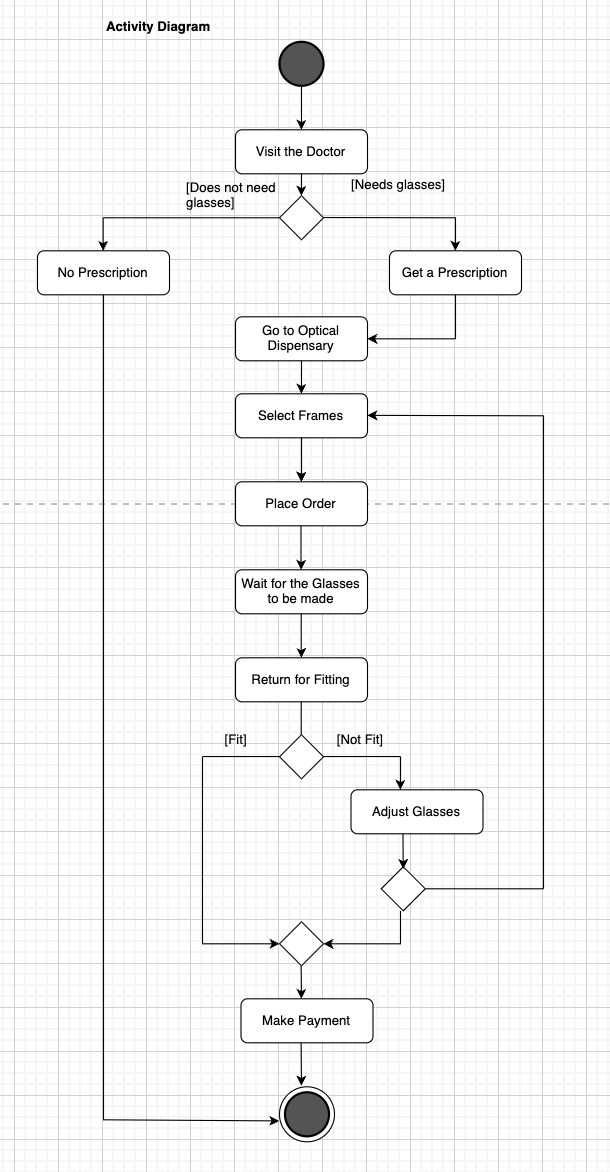 Activity Diagram
Visit the Doctor
[Does not need
glasses]
[Needs glasses]
No Prescription
Get a Prescription
Go to Optical
Dispensary
Select Frames
Place Order
Wait for the Glasses
to be made
Return for Fitting
[Fit]
[Not Fit]
Adjust Glasses
Make Payment